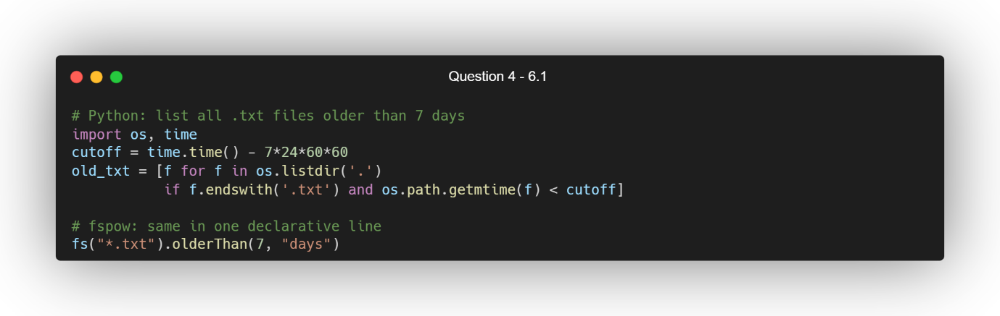 Question 4 - 6.1
# Python: list all .txt files older than 7 days
import os, time
cutoff = time.time() - 7*24*60*60
old_txt = [f for f in os.listdir('.')
           if f.endswith('.txt') and os.path.getmtime(f) < cutoff]
# fspow: same in one declarative line
fs("*.txt").olderThan(7, "days")